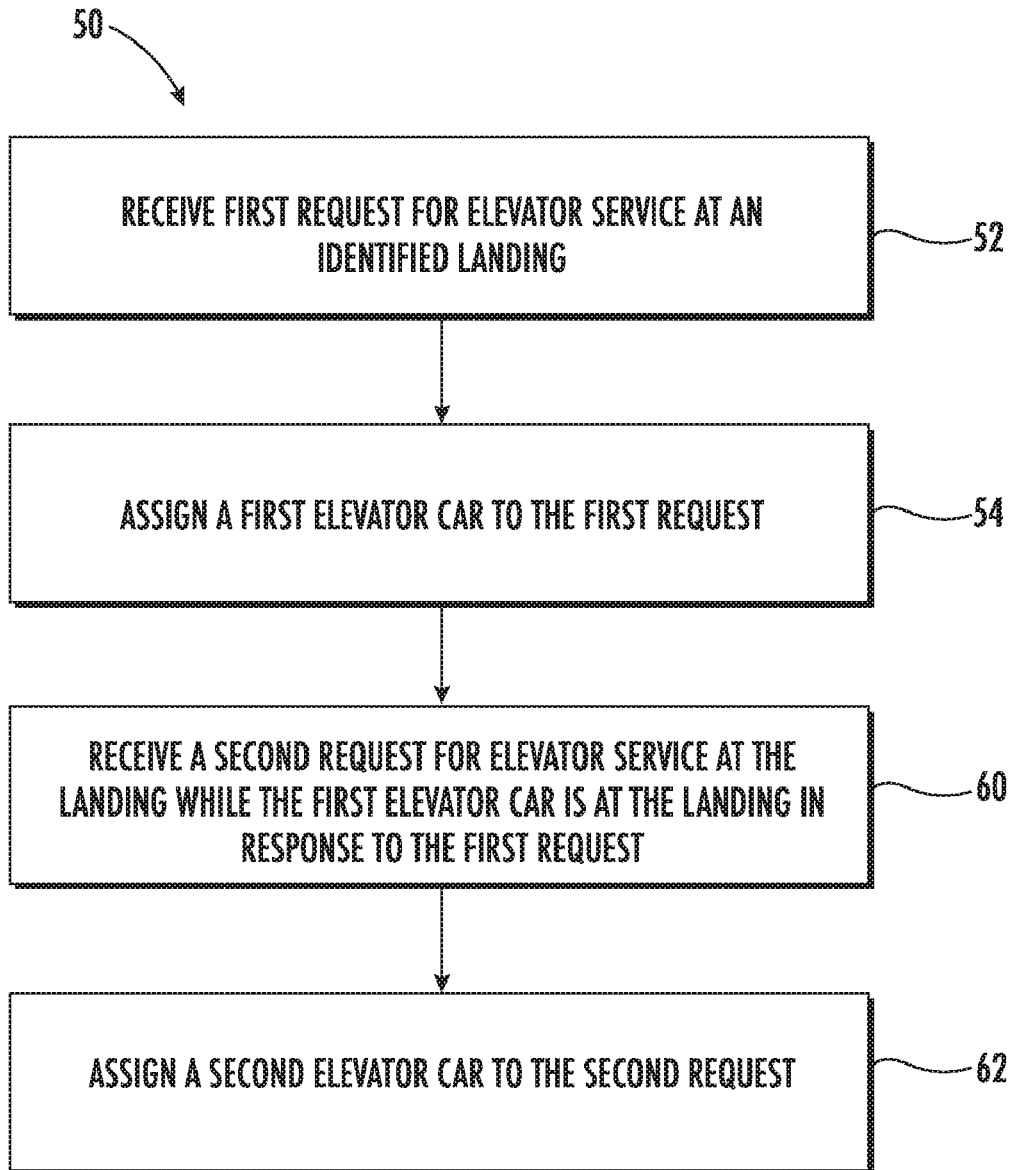 50
RECEIVE FIRST REQUEST FOR ELEVATOR SERVICE AT AN
IDENTIFIED LANDING
52
ASSIGN A FIRST ELEVATOR CAR TO THE FIRST REQUEST
54
RECEIVE A SECOND REQUEST FOR ELEVATOR SERVICE AT THE
LANDING WHILE THE FIRST ELEVATOR CAR IS AT THE LANDING IN
RESPONSE TO THE FIRST REQUEST
60
ASSIGN A SECOND ELEVATOR CAR TO THE SECOND REQUEST
62